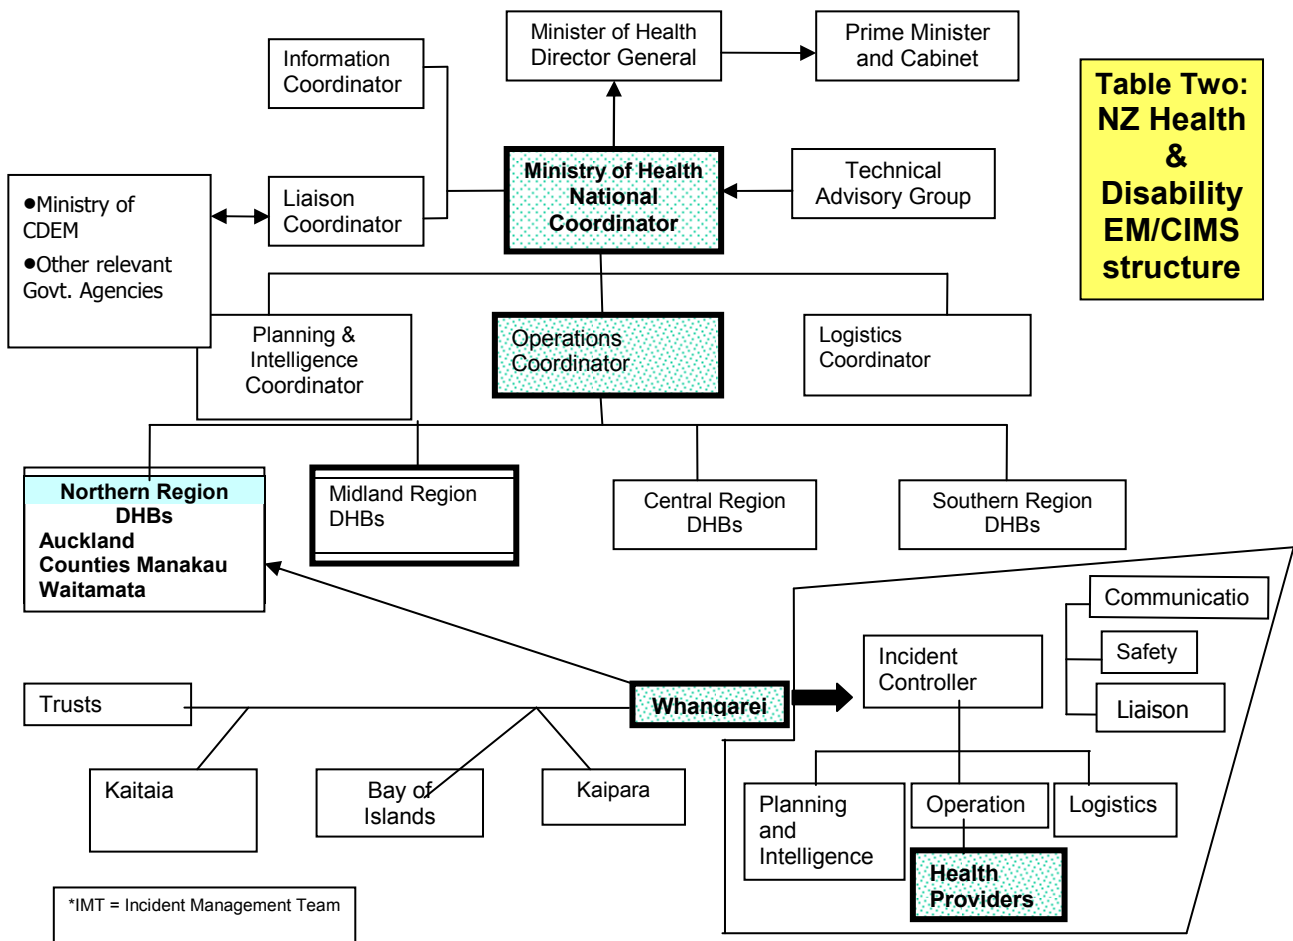 Minister of Health
Director General
Prime Minister
and Cabinet
Information
Coordinator
Table Two:
NZ Health
&
Disability
EM/CIMS
structure
Ministry of Health
National
Coordinator
Technical
Advisory Group
●Ministry of
CDEM
●Other relevant
Govt. Agencies
Liaison
Coordinator
Planning &
Intelligence
Coordinator
Operations
Coordinator
Logistics
Coordinator
Northern Region
DHBs
Auckland
Counties Manakau
Waitamata
Midland Region
DHBs
Central Region
DHBs
Southern Region
DHBs
Communicatio
Safety
Liaison
Incident
Controller
Trusts
Whangarei
Kaitaia
Bay of
Islands
Kaipara
Planning
and
Intelligence
Operation
Logistics
Health
Providers
*IMT = Incident Management Team